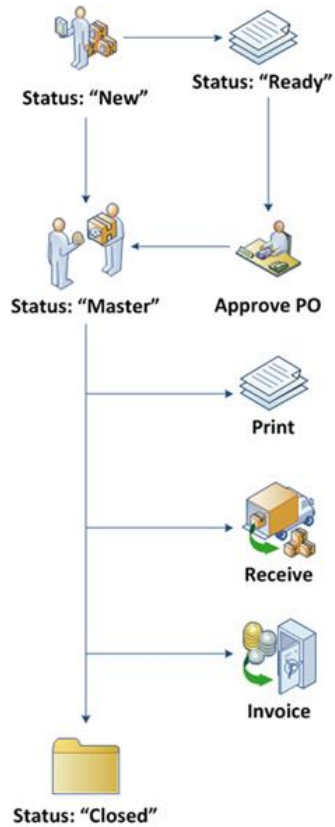 Status: “New”
Status: “Ready”
Status: “Master”
Approve PO
Print
Receive
Invoice
Status: “Closed”